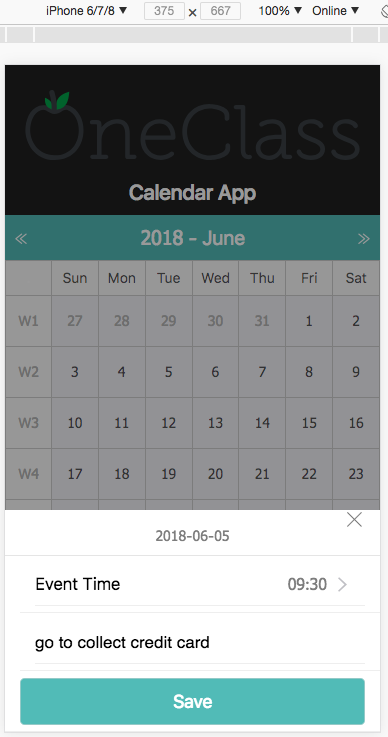 iPhone 6/7/8 ▼ 375 × 667 100% ▼ Online ▼
OneClass
Calendar App
2018 - June
Sun Mon Tue Wed Thu Fri Sat
W1 27 28 29 30 31 1 2
W2 3 4 5 6 7 8 9
W3 10 11 12 13 14 15 16
W4 17 18 19 20 21 22 23
2018-06-05
Event Time 09:30
go to collect credit card
Save